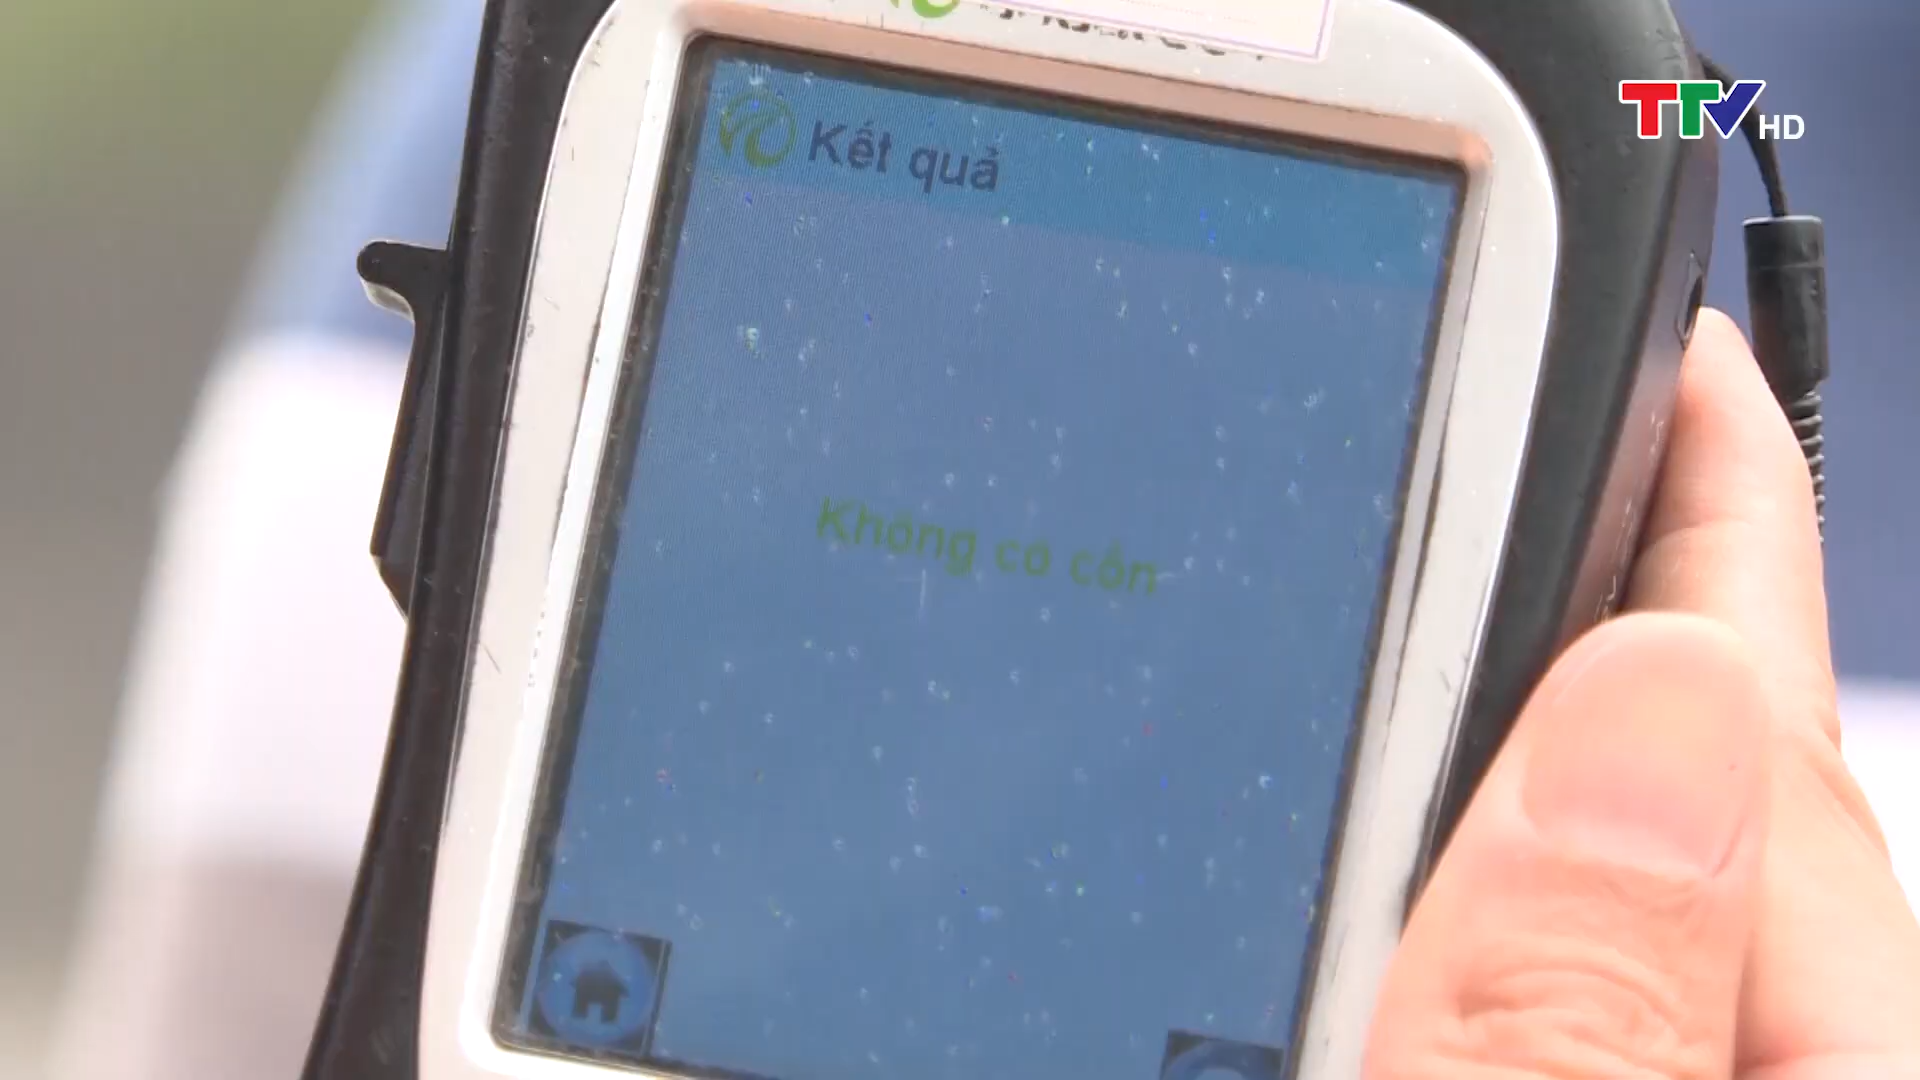 TTV HD
Kết quả
Không có cồn